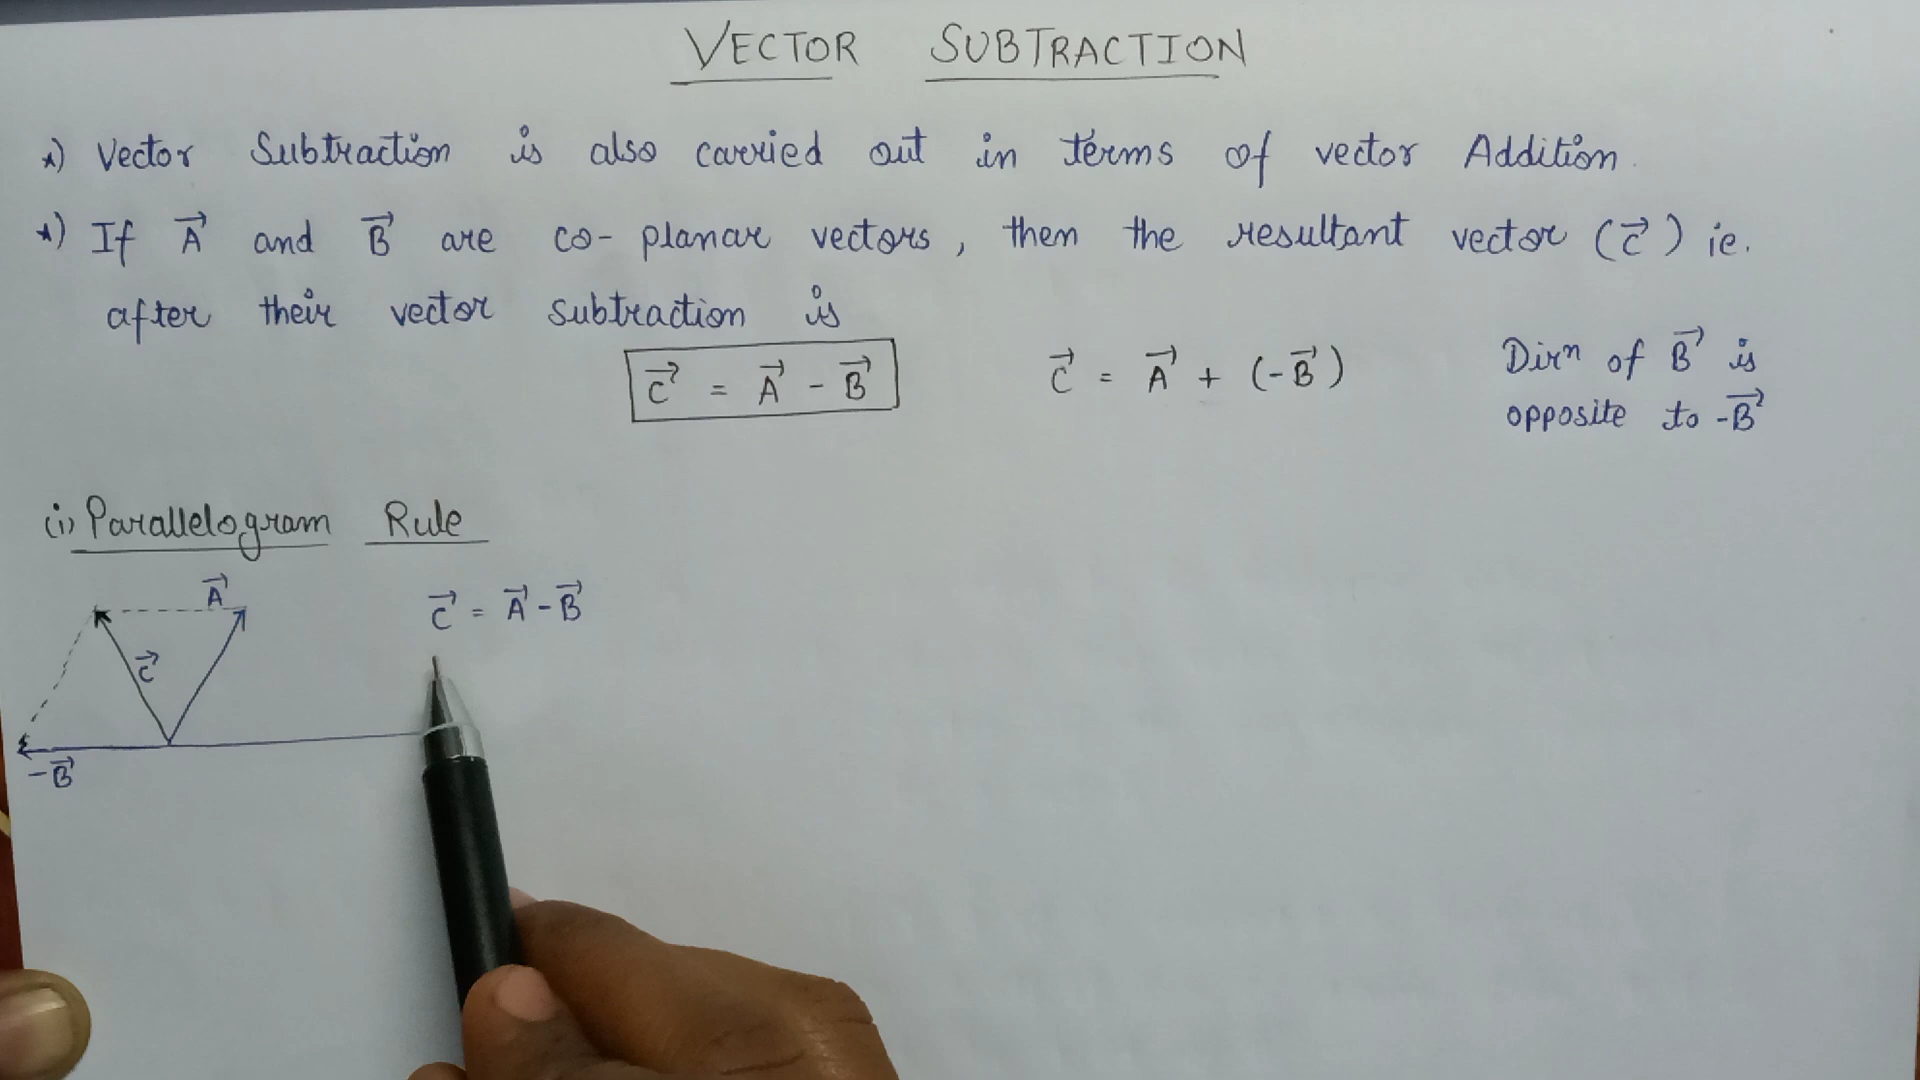 VECTOR SUBTRACTION
*) Vector Subtraction is also carried out in terms of vector Addition.
*) If A⃗ and B⃗ are co-planar vectors, then the resultant vector (C⃗) ie.
after their vector subtraction is
C⃗ = A⃗ - B⃗
C⃗ = A⃗ + (-B⃗)
Dirⁿ of B⃗ is
opposite to -B⃗
(i) Parallelogram Rule
A⃗
C⃗ = A⃗ - B⃗
C⃗
-B⃗